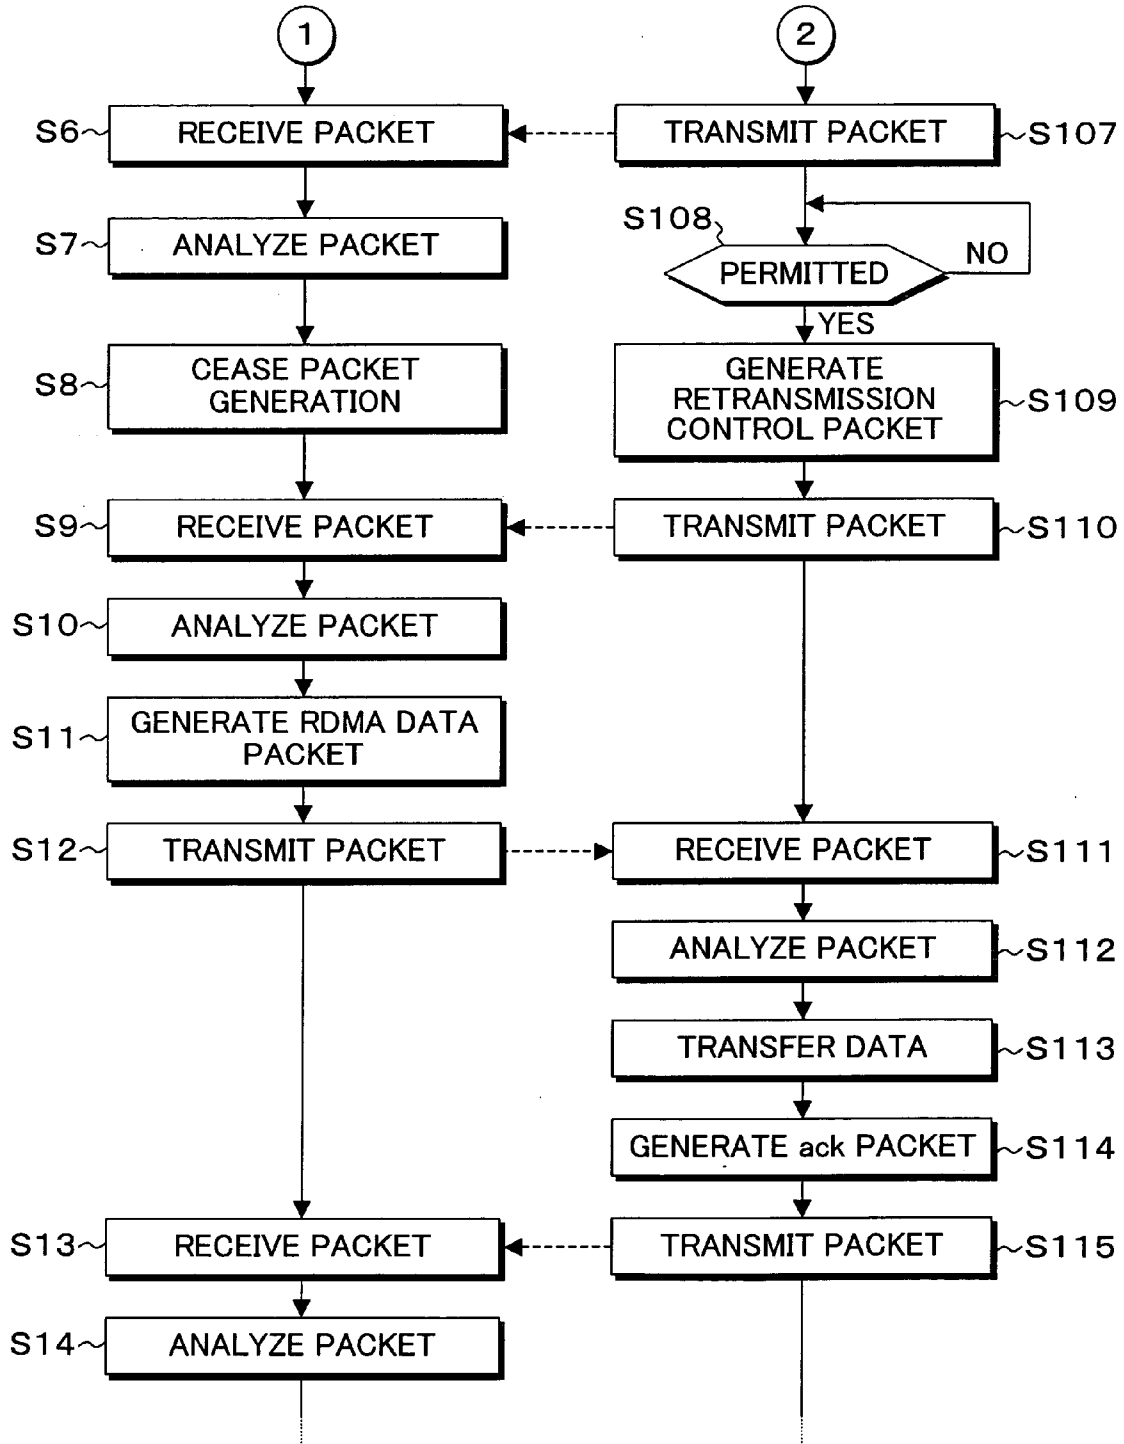 1
2
S6
RECEIVE PACKET
TRANSMIT PACKET
S107
S7
ANALYZE PACKET
S108
PERMITTED
NO
YES
S8
CEASE PACKET
GENERATION
GENERATE
RETRANSMISSION
CONTROL PACKET
S109
S9
RECEIVE PACKET
TRANSMIT PACKET
S110
S10
ANALYZE PACKET
S11
GENERATE RDMA DATA
PACKET
S12
TRANSMIT PACKET
RECEIVE PACKET
S111
ANALYZE PACKET
S112
TRANSFER DATA
S113
GENERATE ack PACKET
S114
S13
RECEIVE PACKET
TRANSMIT PACKET
S115
S14
ANALYZE PACKET